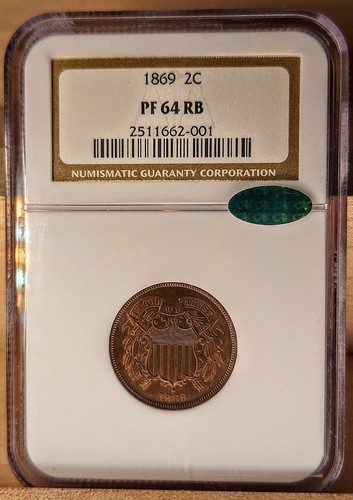 1869 2C
PF 64 RB
2511662-001
NUMISMATIC GUARANTY CORPORATION